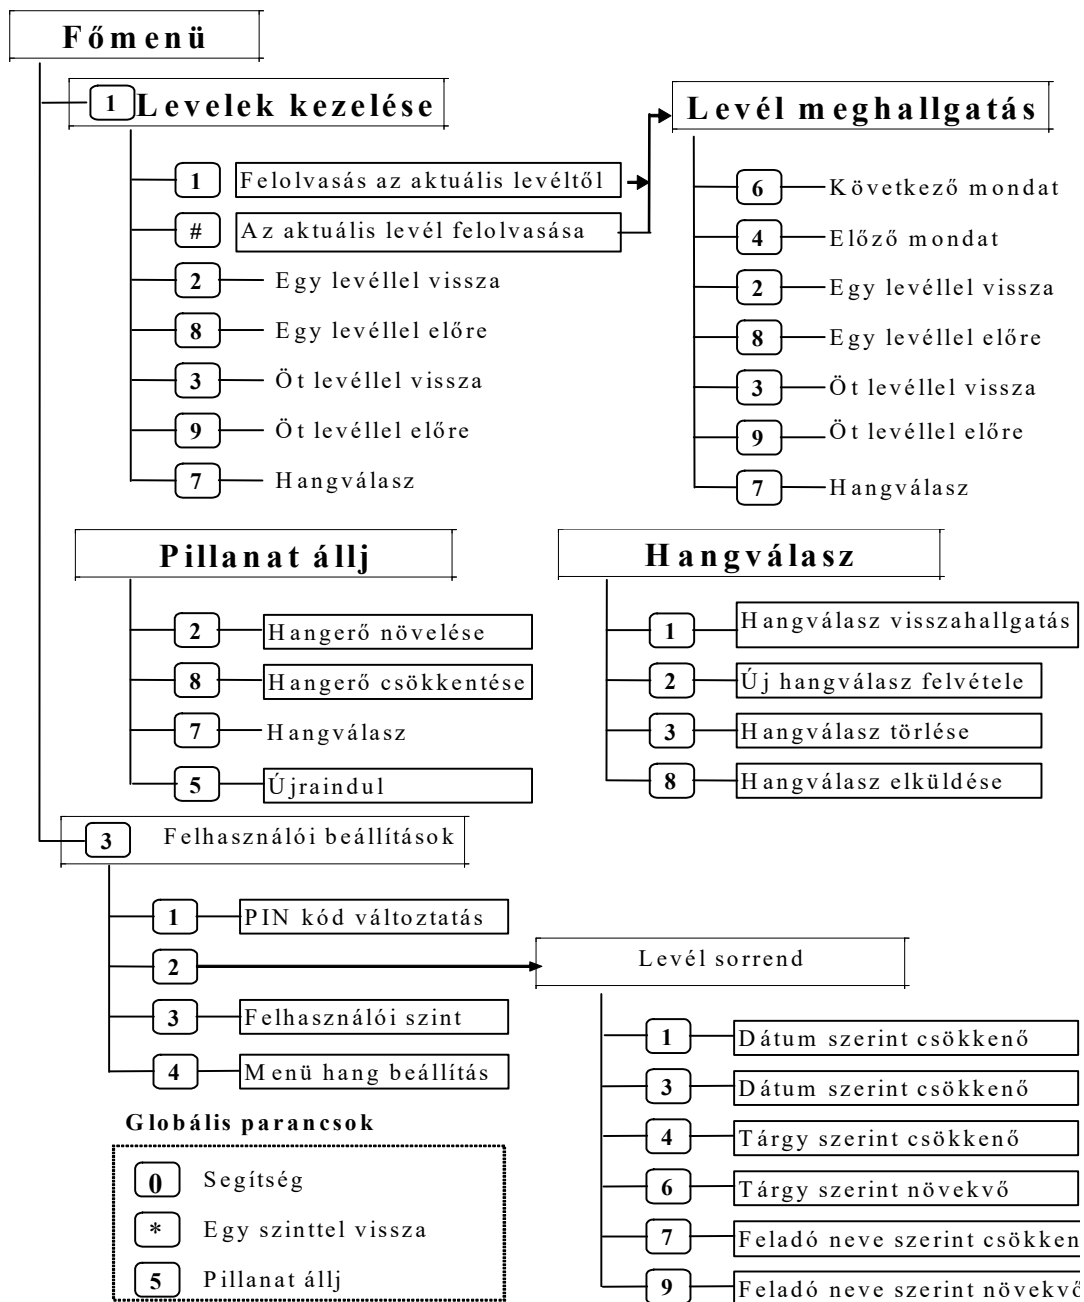 Főmenü
1 Levelek kezelése
1 Felolvasás az aktuális levéltől
# Az aktuális levél felolvasása
2 Egy levéllel vissza
8 Egy levéllel előre
3 Öt levéllel vissza
9 Öt levéllel előre
7 Hangválasz
Levél meghallgatás
6 Következő mondat
4 Előző mondat
2 Egy levéllel vissza
8 Egy levéllel előre
3 Öt levéllel vissza
9 Öt levéllel előre
7 Hangválasz
Pillanat állj
2 Hangerő növelése
8 Hangerő csökkentése
7 Hangválasz
5 Újraindul
Hangválasz
1 Hangválasz visszahallgatás
2 Új hangválasz felvétele
3 Hangválasz törlése
8 Hangválasz elküldése
3 Felhasználói beállítások
1 PIN kód változtatás
2
3 Felhasználói szint
4 Menü hang beállítás
Levél sorrend
1 Dátum szerint csökkenő
3 Dátum szerint csökkenő
4 Tárgy szerint csökkenő
6 Tárgy szerint növekvő
7 Feladó neve szerint csökken
9 Feladó neve szerint növekvő
Globális parancsok
0 Segítség
* Egy szinttel vissza
5 Pillanat állj